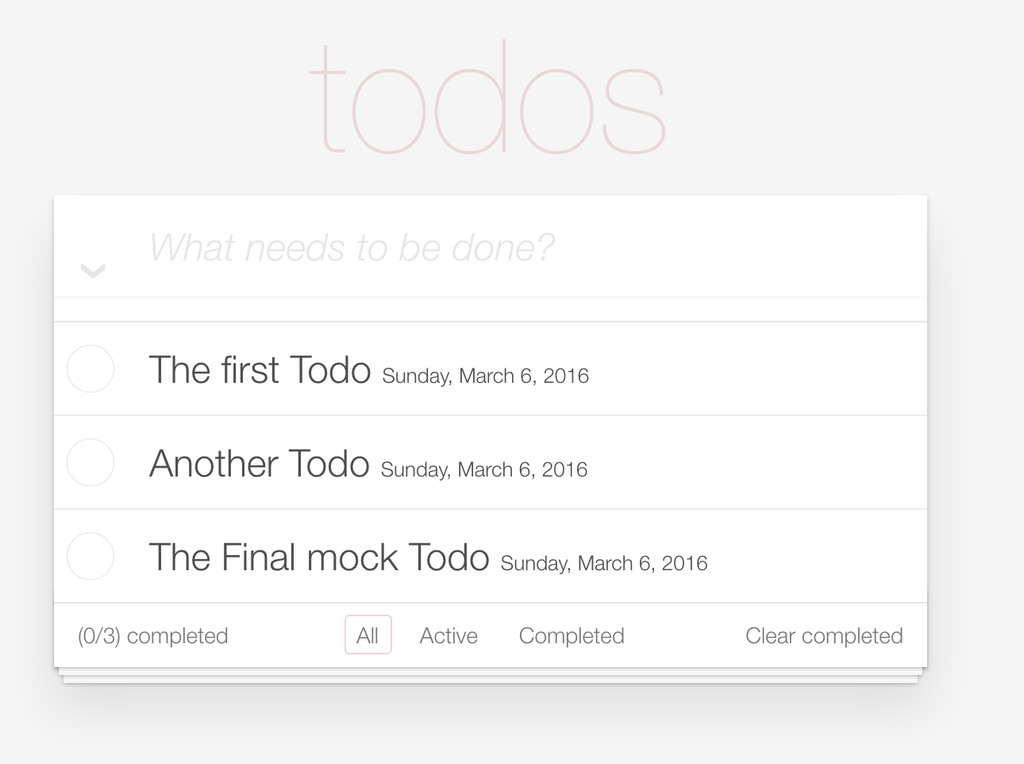 todos
What needs to be done?
The first Todo Sunday, March 6, 2016
Another Todo Sunday, March 6, 2016
The Final mock Todo Sunday, March 6, 2016
(0/3) completed All Active Completed Clear completed